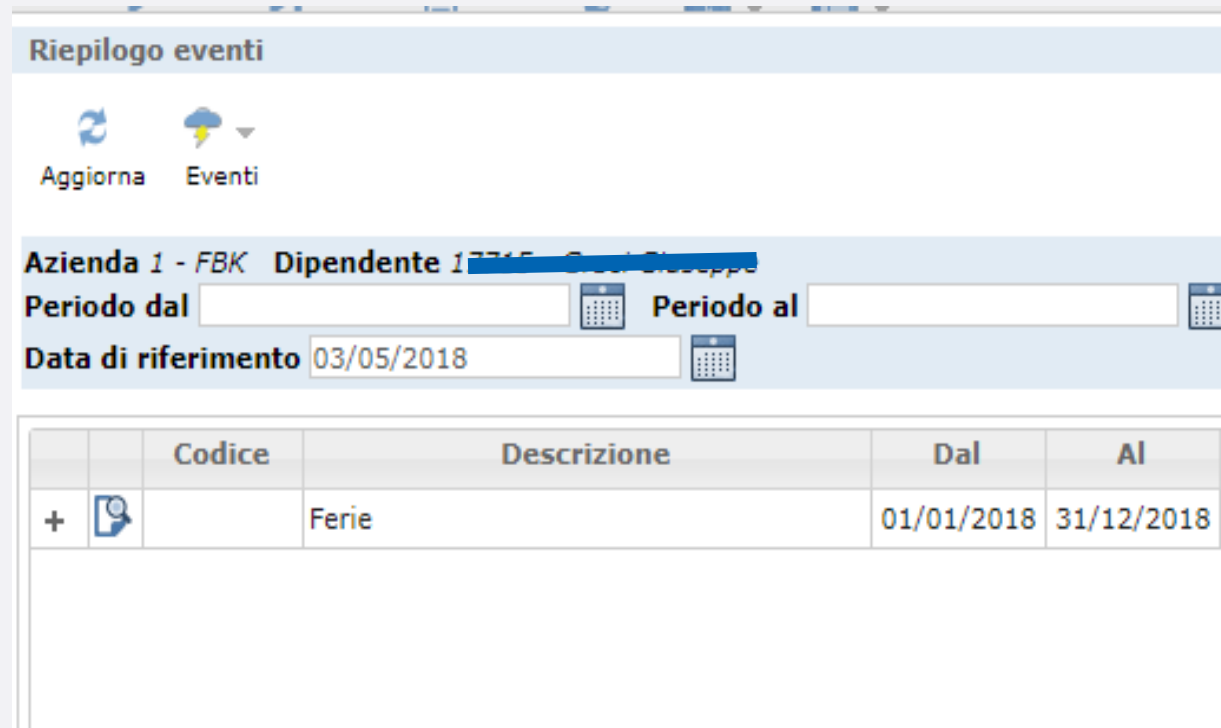 Riepilogo eventi
Aggiorna Eventi
Azienda 1 - FBK Dipendente
Periodo dal Periodo al
Data di riferimento 03/05/2018
Codice Descrizione Dal Al
+ Ferie 01/01/2018 31/12/2018